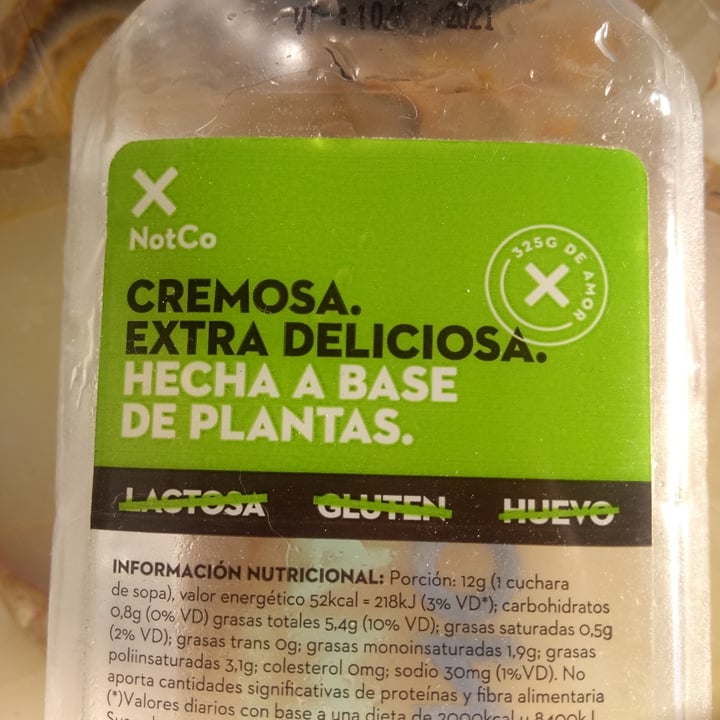 2021
NotCo
325G DE AMOR
CREMOSA.
EXTRA DELICIOSA.
HECHA A BASE
DE PLANTAS.
LACTOSA GLUTEN HUEVO
INFORMACIÓN NUTRICIONAL: Porción: 12g (1 cuchara
de sopa), valor energético 52kcal = 218kJ (3% VD*); carbohidratos
0,8g (0% VD) grasas totales 5,4g (10% VD); grasas saturadas 0,5g
(2% VD); grasas trans 0g; grasas monoinsaturadas 1,9g; grasas
poliinsaturadas 3,1g; colesterol 0mg; sodio 30mg (1%VD). No
aporta cantidades significativas de proteínas y fibra alimentaria
(*)Valores diarios con base a una dieta de 2000kcal u 8400kJ